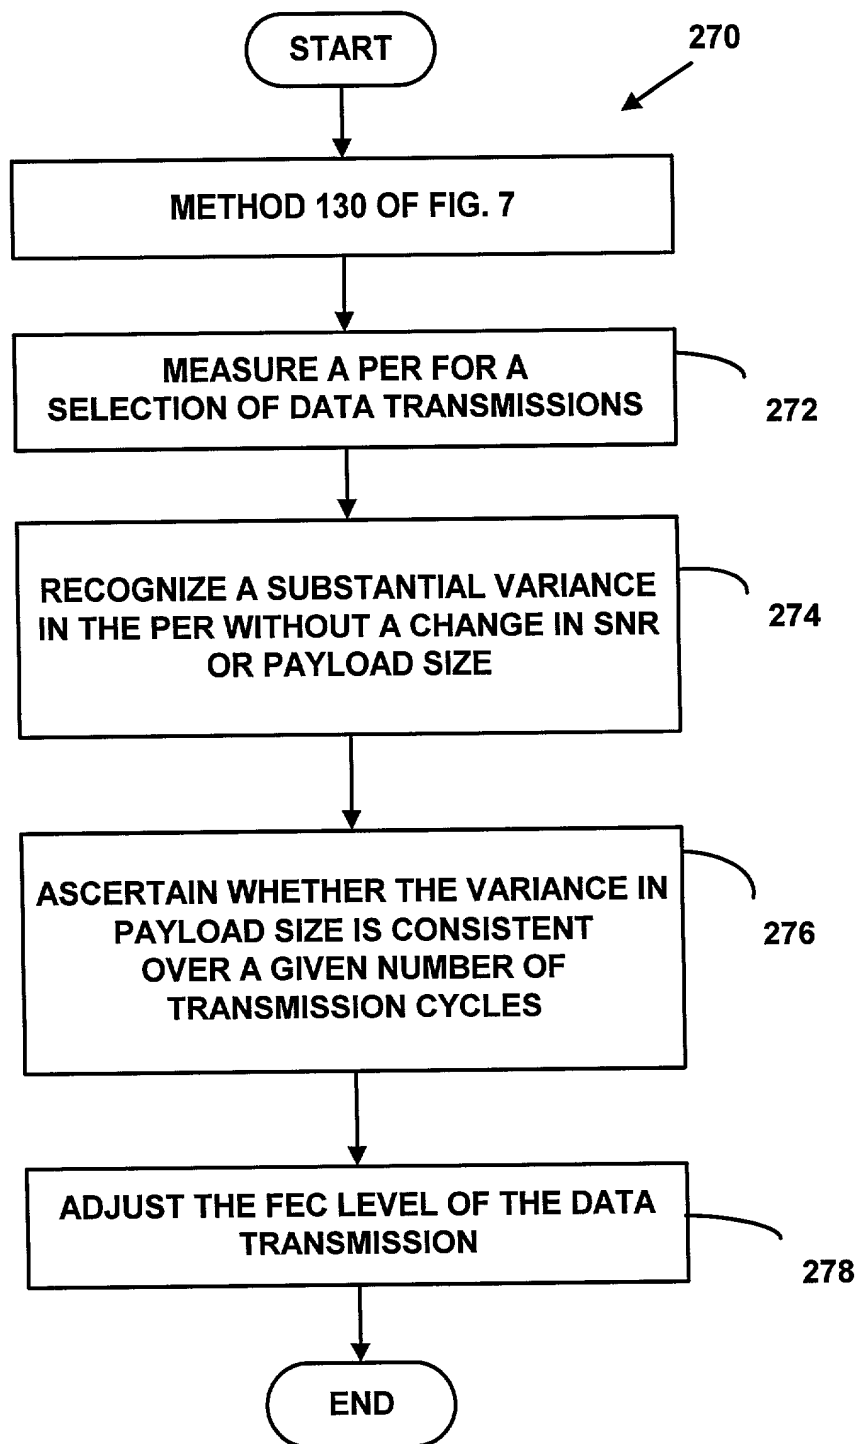 START
270
METHOD 130 OF FIG. 7
MEASURE A PER FOR A
SELECTION OF DATA TRANSMISSIONS
272
RECOGNIZE A SUBSTANTIAL VARIANCE
IN THE PER WITHOUT A CHANGE IN SNR
OR PAYLOAD SIZE
274
ASCERTAIN WHETHER THE VARIANCE IN
PAYLOAD SIZE IS CONSISTENT
OVER A GIVEN NUMBER OF
TRANSMISSION CYCLES
276
ADJUST THE FEC LEVEL OF THE DATA
TRANSMISSION
278
END